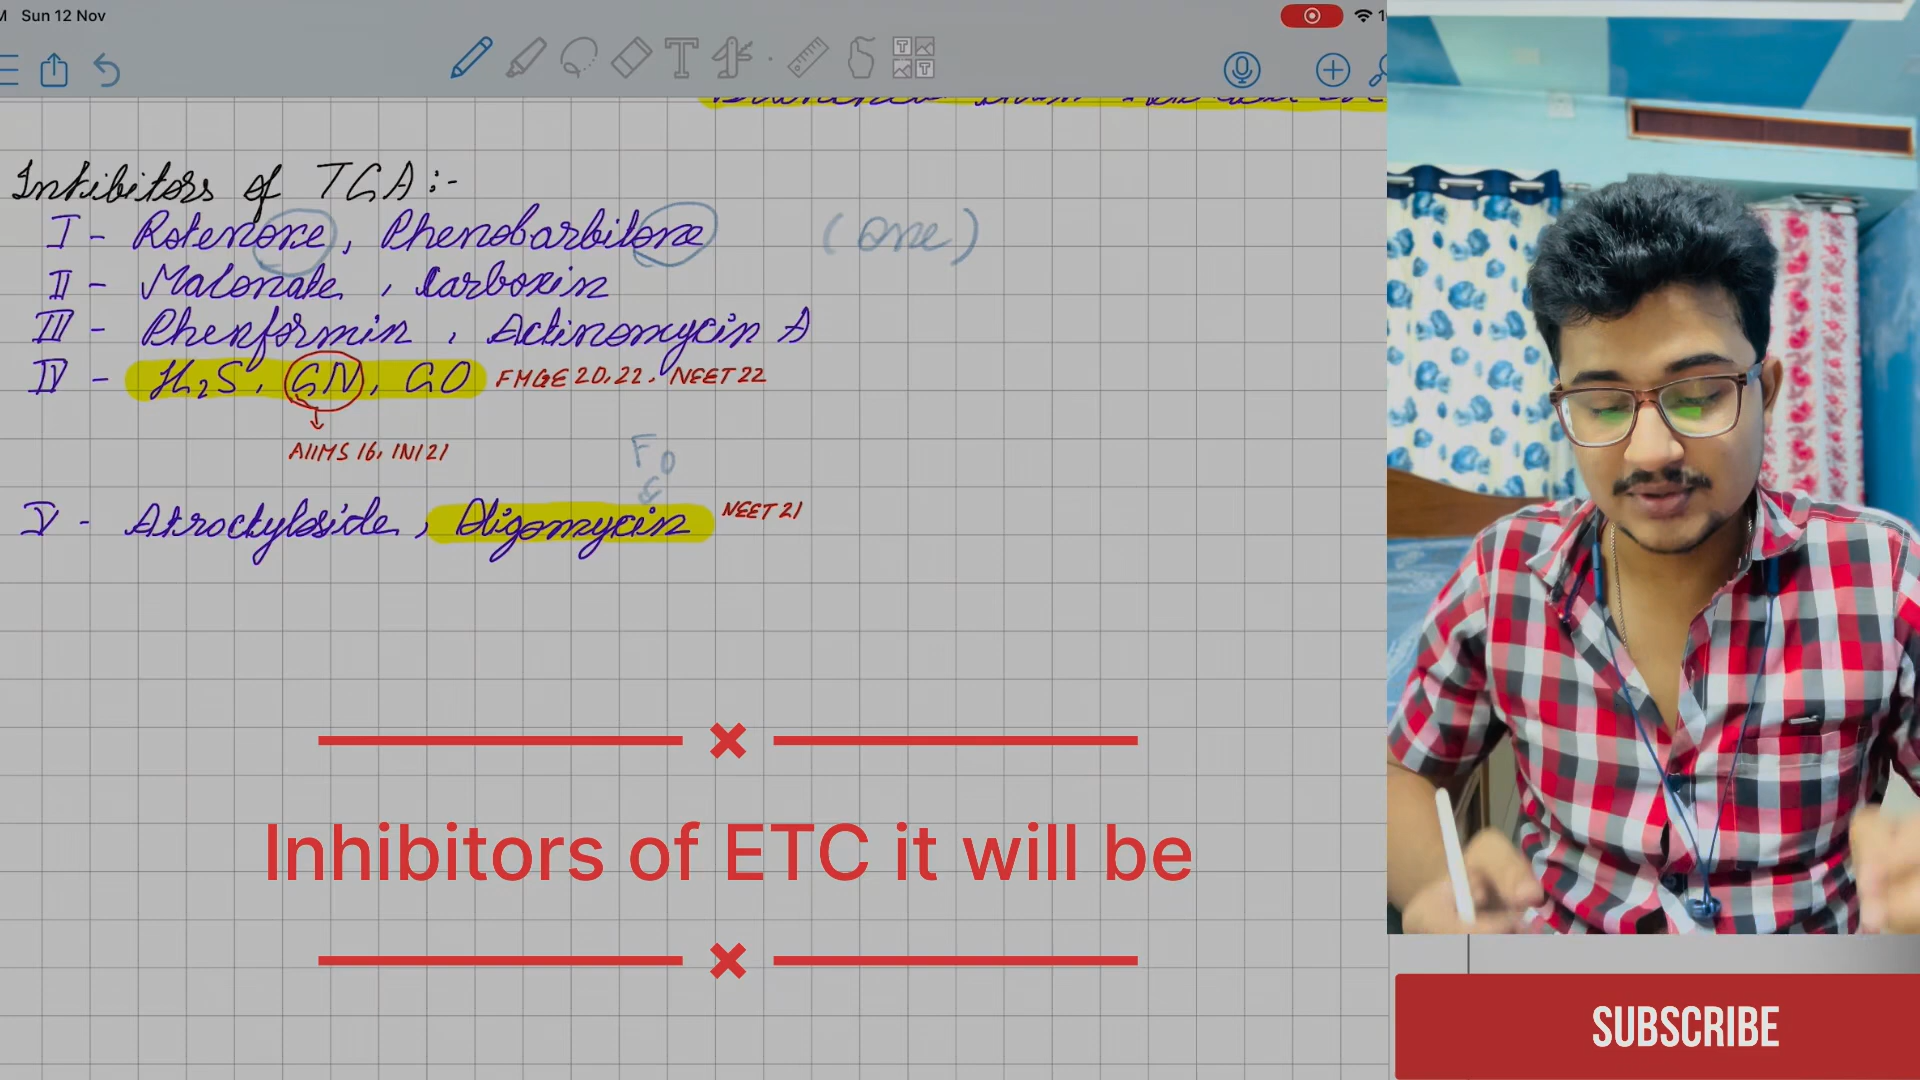 Sun 12 Nov
Inhibitors of TCA:-
I - Rotenone, Phenobarbitone (one)
II - Malonate, Carboxin
III - Phenformin, Actinomycin A
IV - H₂S, CN, CO FMGE 20,22, NEET 22
AIIMS 16, INI 21
F₀
V - Atroctyloside, Oligomycin NEET 21
Inhibitors of ETC it will be
SUBSCRIBE